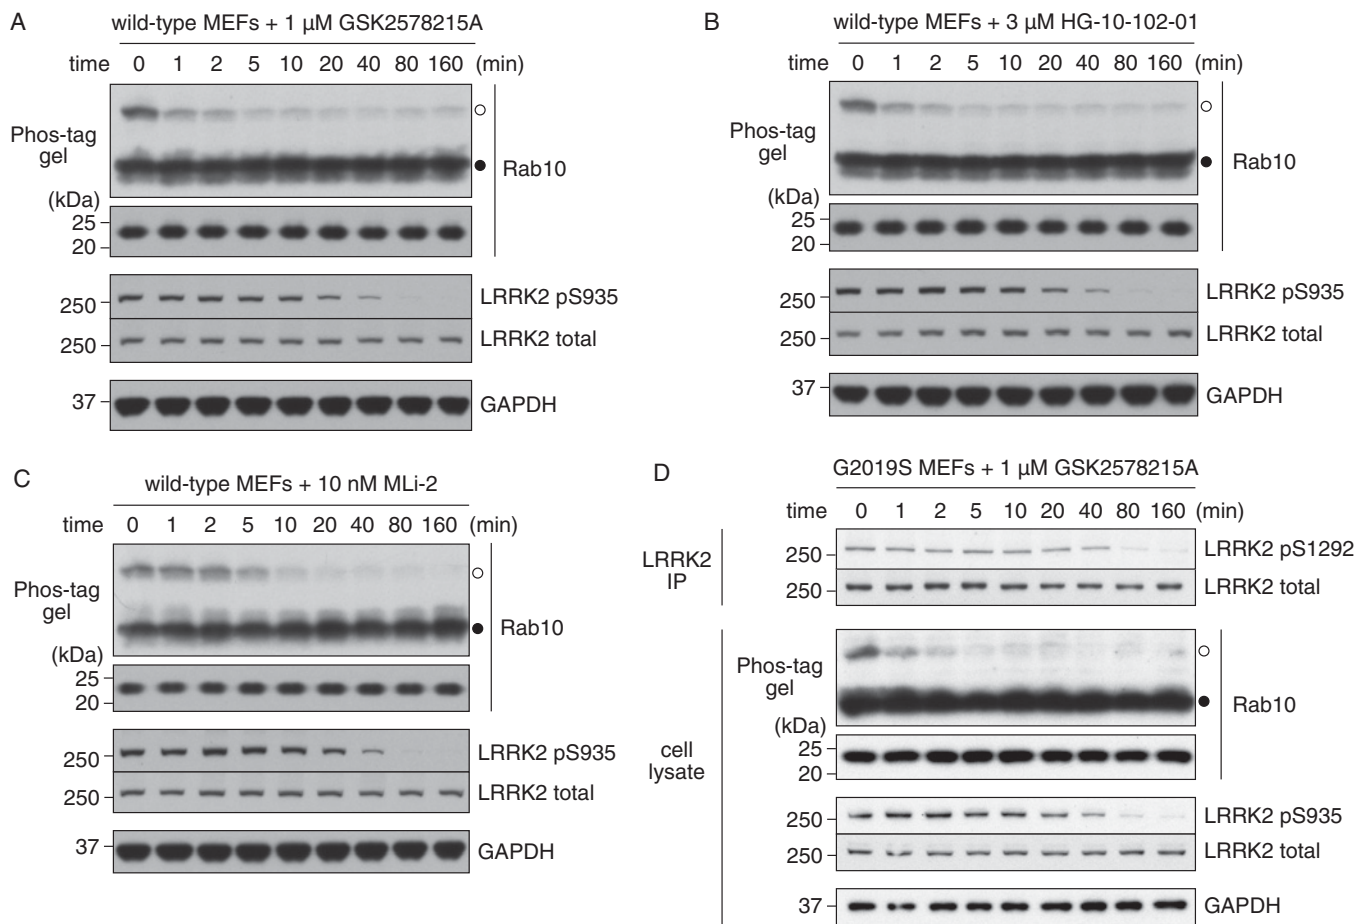 A
wild-type MEFs + 1 μM GSK2578215A
time 0 1 2 5 10 20 40 80 160 (min)
Phos-tag
gel
Rab10
(kDa)
25
20
250
LRRK2 pS935
250
LRRK2 total
37
GAPDH
B
wild-type MEFs + 3 μM HG-10-102-01
time 0 1 2 5 10 20 40 80 160 (min)
Phos-tag
gel
Rab10
(kDa)
25
20
250
LRRK2 pS935
250
LRRK2 total
37
GAPDH
C
wild-type MEFs + 10 nM MLi-2
time 0 1 2 5 10 20 40 80 160 (min)
Phos-tag
gel
Rab10
(kDa)
25
20
250
LRRK2 pS935
250
LRRK2 total
37
GAPDH
D
G2019S MEFs + 1 μM GSK2578215A
time 0 1 2 5 10 20 40 80 160 (min)
LRRK2
IP
250
LRRK2 pS1292
250
LRRK2 total
cell
lysate
Phos-tag
gel
Rab10
(kDa)
25
20
250
LRRK2 pS935
250
LRRK2 total
37
GAPDH